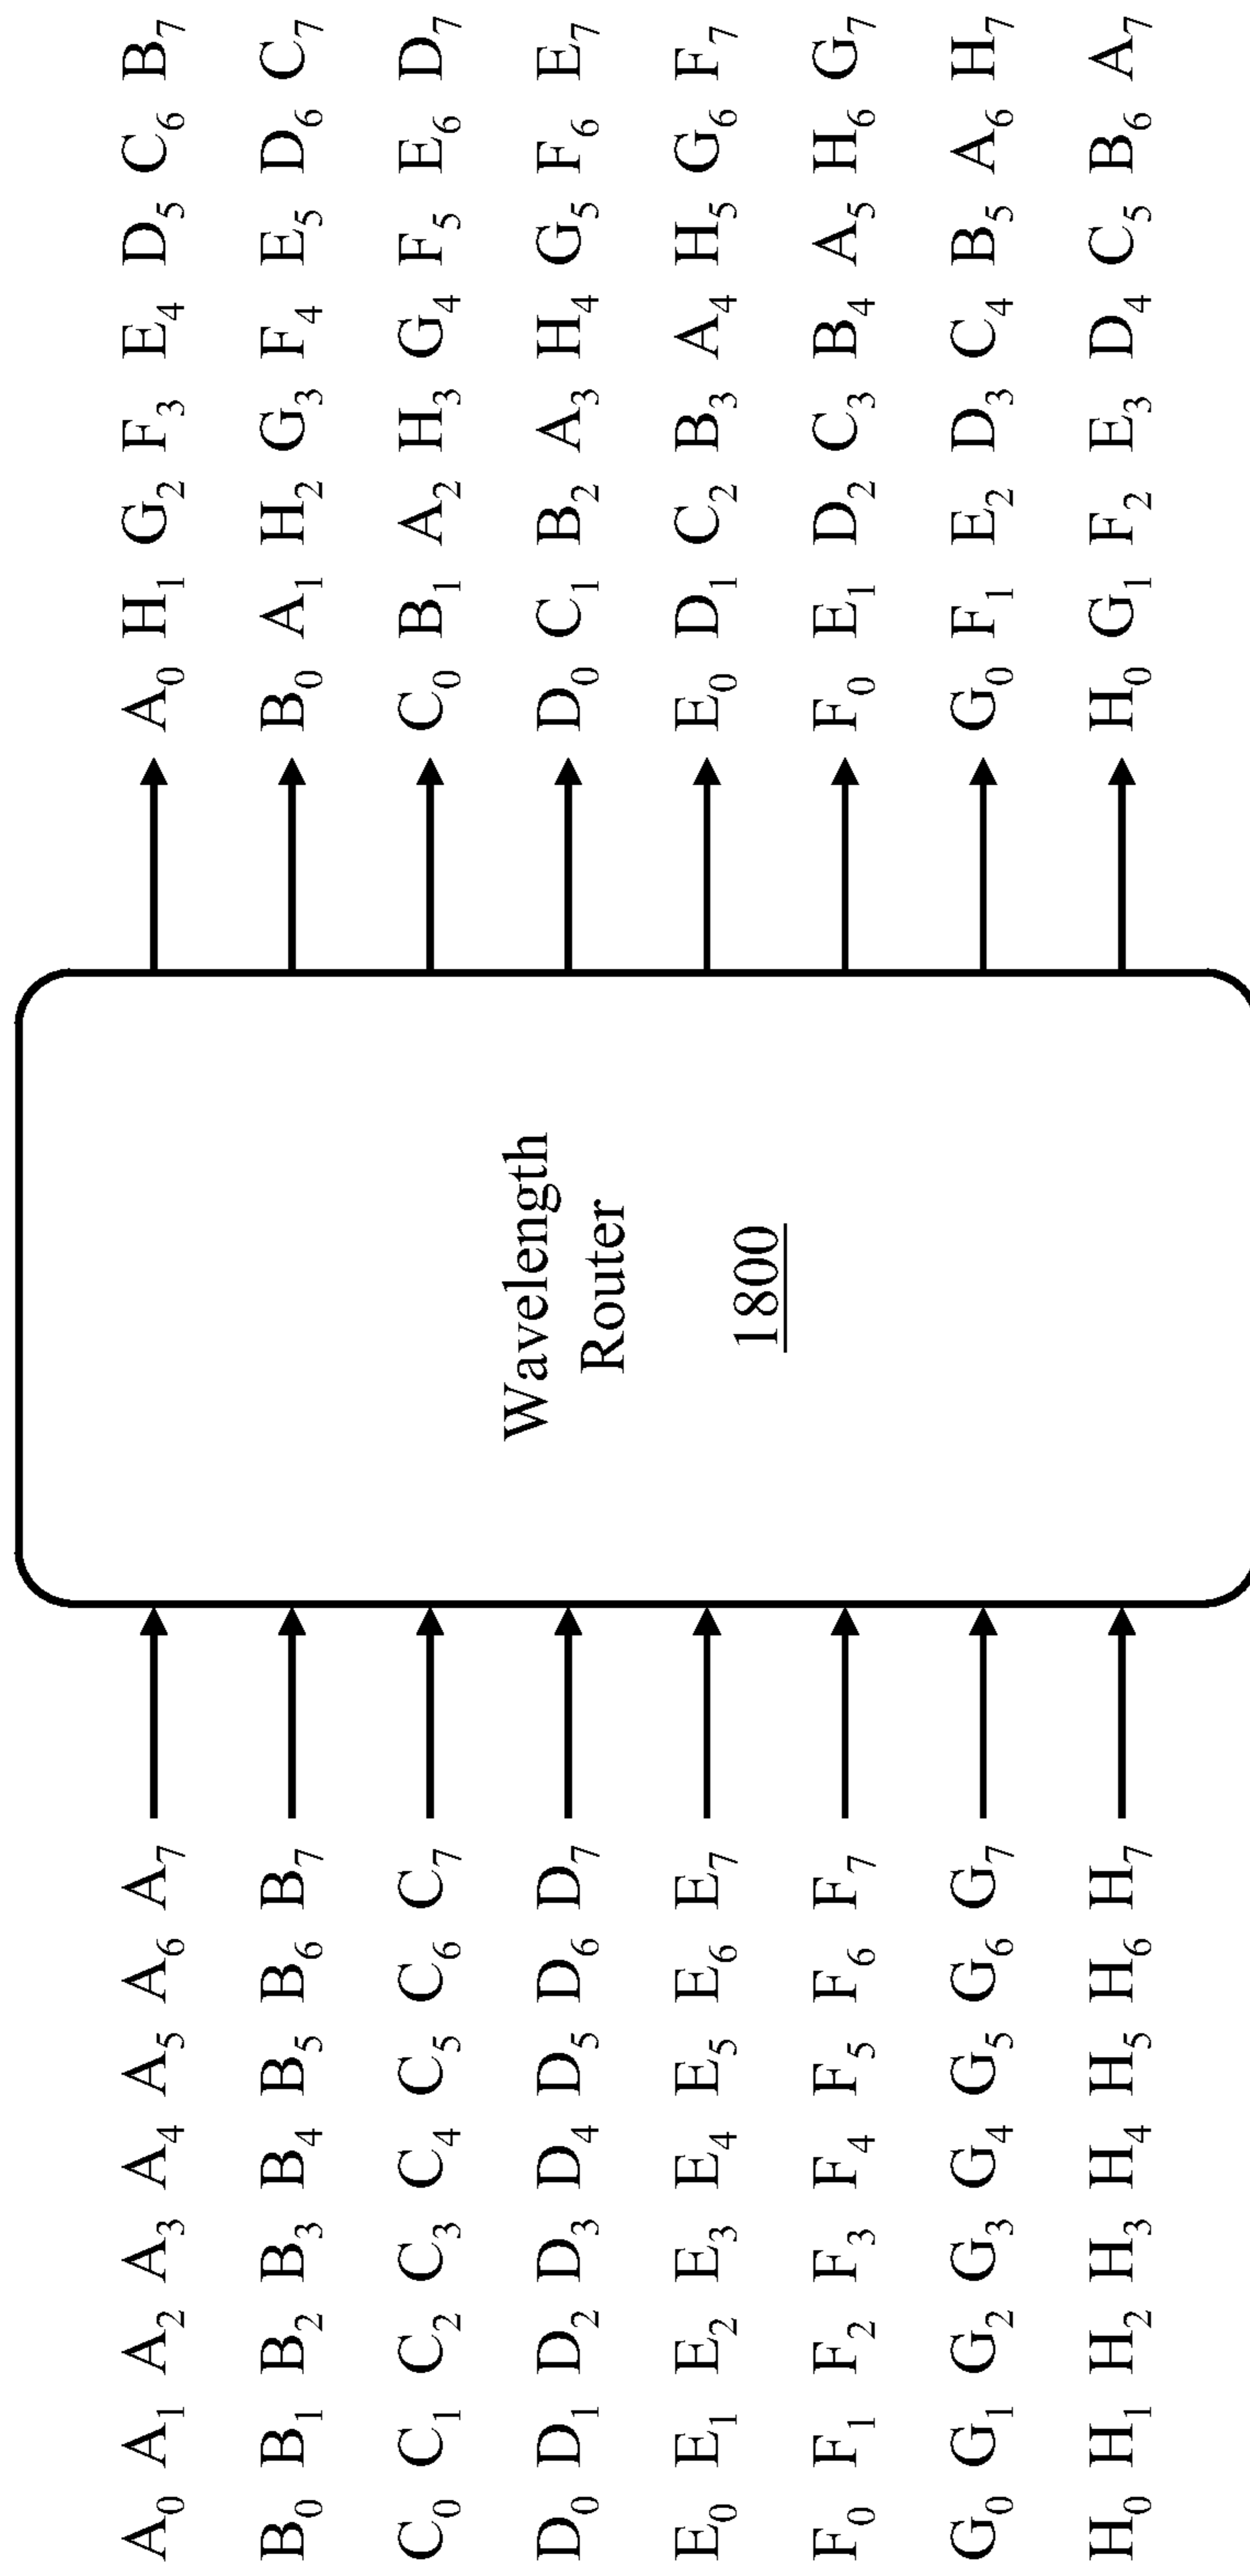 A₀ A₁ A₂ A₃ A₄ A₅ A₆ A₇
B₀ B₁ B₂ B₃ B₄ B₅ B₆ B₇
C₀ C₁ C₂ C₃ C₄ C₅ C₆ C₇
D₀ D₁ D₂ D₃ D₄ D₅ D₆ D₇
E₀ E₁ E₂ E₃ E₄ E₅ E₆ E₇
F₀ F₁ F₂ F₃ F₄ F₅ F₆ F₇
G₀ G₁ G₂ G₃ G₄ G₅ G₆ G₇
H₀ H₁ H₂ H₃ H₄ H₅ H₆ H₇
Wavelength
Router
1800
A₀ H₁ G₂ F₃ E₄ D�5 C₆ B₇
B₀ A₁ H₂ G₃ F₄ E₅ D₆ C₇
C₀ B₁ A₂ H₃ G₄ F₅ E₆ D₇
D₀ C₁ B₂ A₃ H₄ G₅ F₆ E₇
E₀ D₁ C₂ B₃ A₄ H₅ G₆ F₇
F₀ E₁ D₂ C₃ B₄ A₅ H₆ G₇
G₀ F₁ E₂ D₃ C₄ B₅ A₆ H₇
H₀ G₁ F₂ E₃ D₄ C₅ B₆ A₇